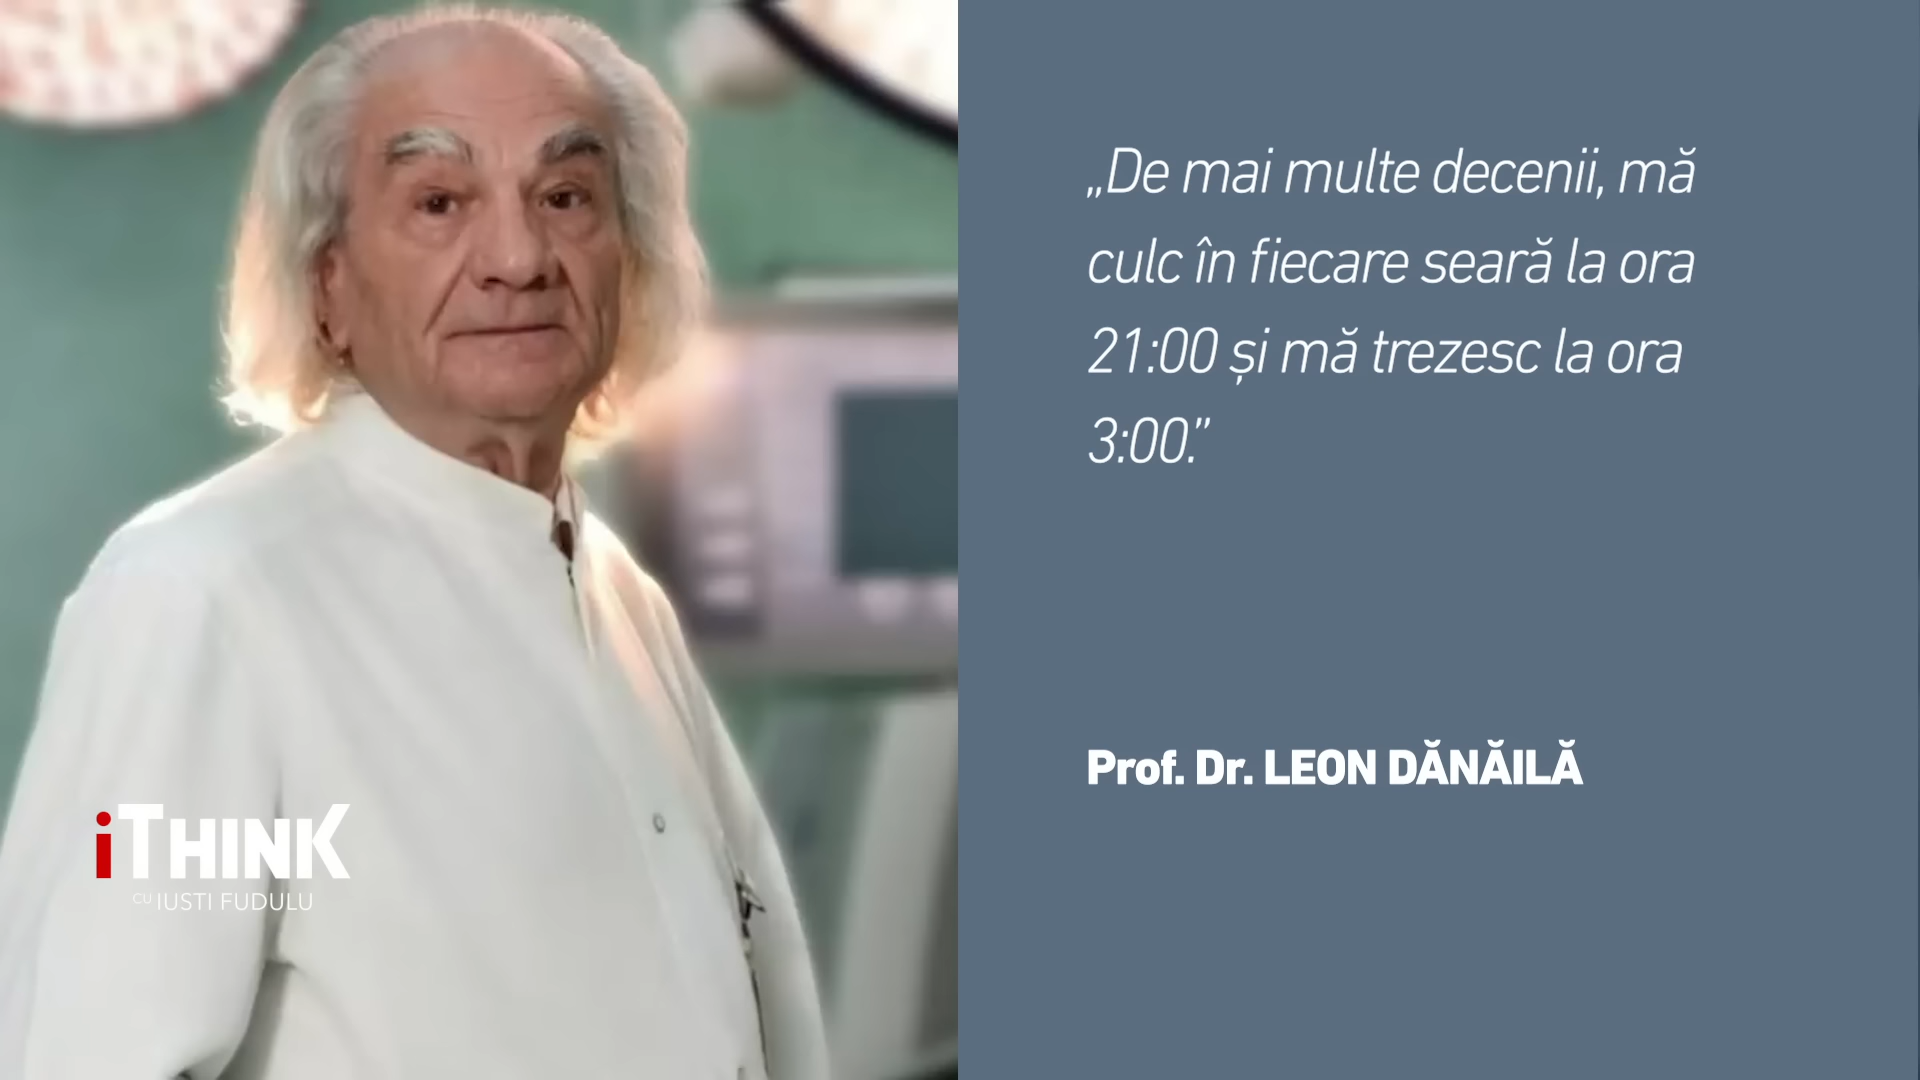 „De mai multe decenii, mă
culc în fiecare seară la ora
21:00 și mă trezesc la ora
3:00.”
Prof. Dr. LEON DĂNĂILĂ
iTHINK
CU IUSTI FUDULU